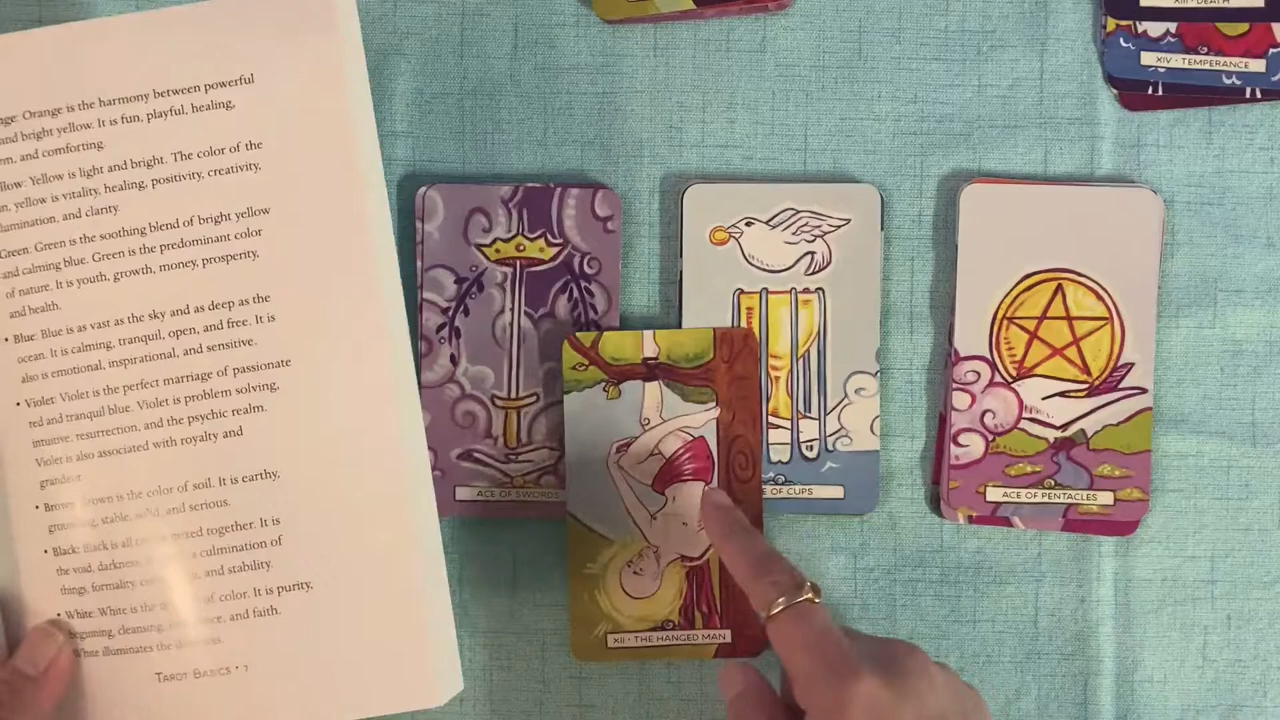 Orange is the harmony between powerful
and bright yellow. It is fun, playful, healing,
and comforting.
Yellow is light and bright. The color of the
yellow is vitality, healing, positivity, creativity,
and clarity.
Green: Green is the soothing blend of bright yellow
and calming blue. Green is the predominant color
of nature. It is youth, growth, money, prosperity,
and health.
• Blue: Blue is as vast as the sky and as deep as the
ocean. It is calming, tranquil, open, and free. It is
also is emotional, inspirational, and sensitive.
• Violet: Violet is the perfect marriage of passionate
red and tranquil blue. Violet is problem solving,
intuitive, resurrection, and the psychic realm.
Violet is also associated with royalty and
grandeur.
• Brown: Brown is the color of soil. It is earthy,
stable, solid, and serious.
• Black: Black is all mixed together. It is
the void, darkness, a culmination of
things, formality, and stability.
• White: White is the of color. It is purity,
beginning, cleansing, and faith.
White illuminates the
TAROT BASICS • 7
XIII • DEATH
XIV • TEMPERANCE
ACE OF SWORDS
OF CUPS
ACE OF PENTACLES
XII • THE HANGED MAN